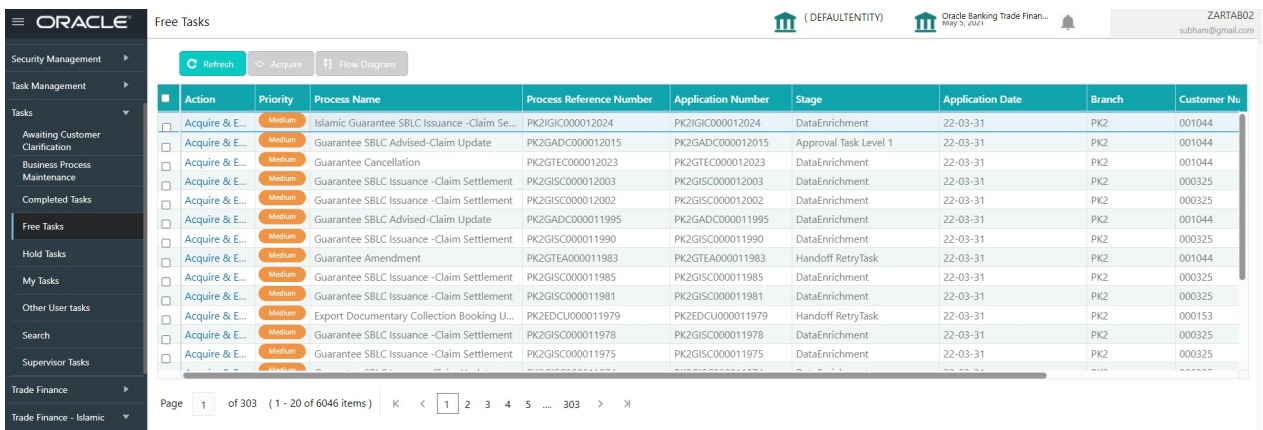 ORACLE
Free Tasks
( DEFAULTENTITY)
Oracle Banking Trade Finan...
May 5, 2021
ZARTAB02
subham@gmail.com
Security Management
Task Management
Tasks
Awaiting Customer
Clarification
Business Process
Maintenance
Completed Tasks
Free Tasks
Hold Tasks
My Tasks
Other User tasks
Search
Supervisor Tasks
Trade Finance
Trade Finance - Islamic
Refresh
Acquire
Flow Diagram
Action Priority Process Name Process Reference Number Application Number Stage Application Date Branch Customer Nu
Acquire & E... Medium Islamic Guarantee SBLC Issuance -Claim Se... PK2IGIC000012024 PK2IGIC000012024 DataEnrichment 22-03-31 PK2 001044
Acquire & E... Medium Guarantee SBLC Advised-Claim Update PK2GADC000012015 PK2GADC000012015 Approval Task Level 1 22-03-31 PK2 001044
Acquire & E... Medium Guarantee Cancellation PK2GTEC000012023 PK2GTEC000012023 DataEnrichment 22-03-31 PK2 001044
Acquire & E... Medium Guarantee SBLC Issuance -Claim Settlement PK2GISC000012003 PK2GISC000012003 DataEnrichment 22-03-31 PK2 000325
Acquire & E... Medium Guarantee SBLC Issuance -Claim Settlement PK2GISC000012002 PK2GISC000012002 DataEnrichment 22-03-31 PK2 000325
Acquire & E... Medium Guarantee SBLC Advised-Claim Update PK2GADC000011995 PK2GADC000011995 DataEnrichment 22-03-31 PK2 001044
Acquire & E... Medium Guarantee SBLC Issuance -Claim Settlement PK2GISC000011990 PK2GISC000011990 DataEnrichment 22-03-31 PK2 000325
Acquire & E... Medium Guarantee Amendment PK2GTEA000011983 PK2GTEA000011983 Handoff RetryTask 22-03-31 PK2 001044
Acquire & E... Medium Guarantee SBLC Issuance -Claim Settlement PK2GISC000011985 PK2GISC000011985 DataEnrichment 22-03-31 PK2 000325
Acquire & E... Medium Guarantee SBLC Issuance -Claim Settlement PK2GISC000011981 PK2GISC000011981 DataEnrichment 22-03-31 PK2 000325
Acquire & E... Medium Export Documentary Collection Booking U... PK2EDCU000011979 PK2EDCU000011979 Handoff RetryTask 22-03-31 PK2 000153
Acquire & E... Medium Guarantee SBLC Issuance -Claim Settlement PK2GISC000011978 PK2GISC000011978 DataEnrichment 22-03-31 PK2 000325
Acquire & E... Medium Guarantee SBLC Issuance -Claim Settlement PK2GISC000011975 PK2GISC000011975 DataEnrichment 22-03-31 PK2 000325
Page 1 of 303 (1 - 20 of 6046 items) 1 2 3 4 5 .... 303